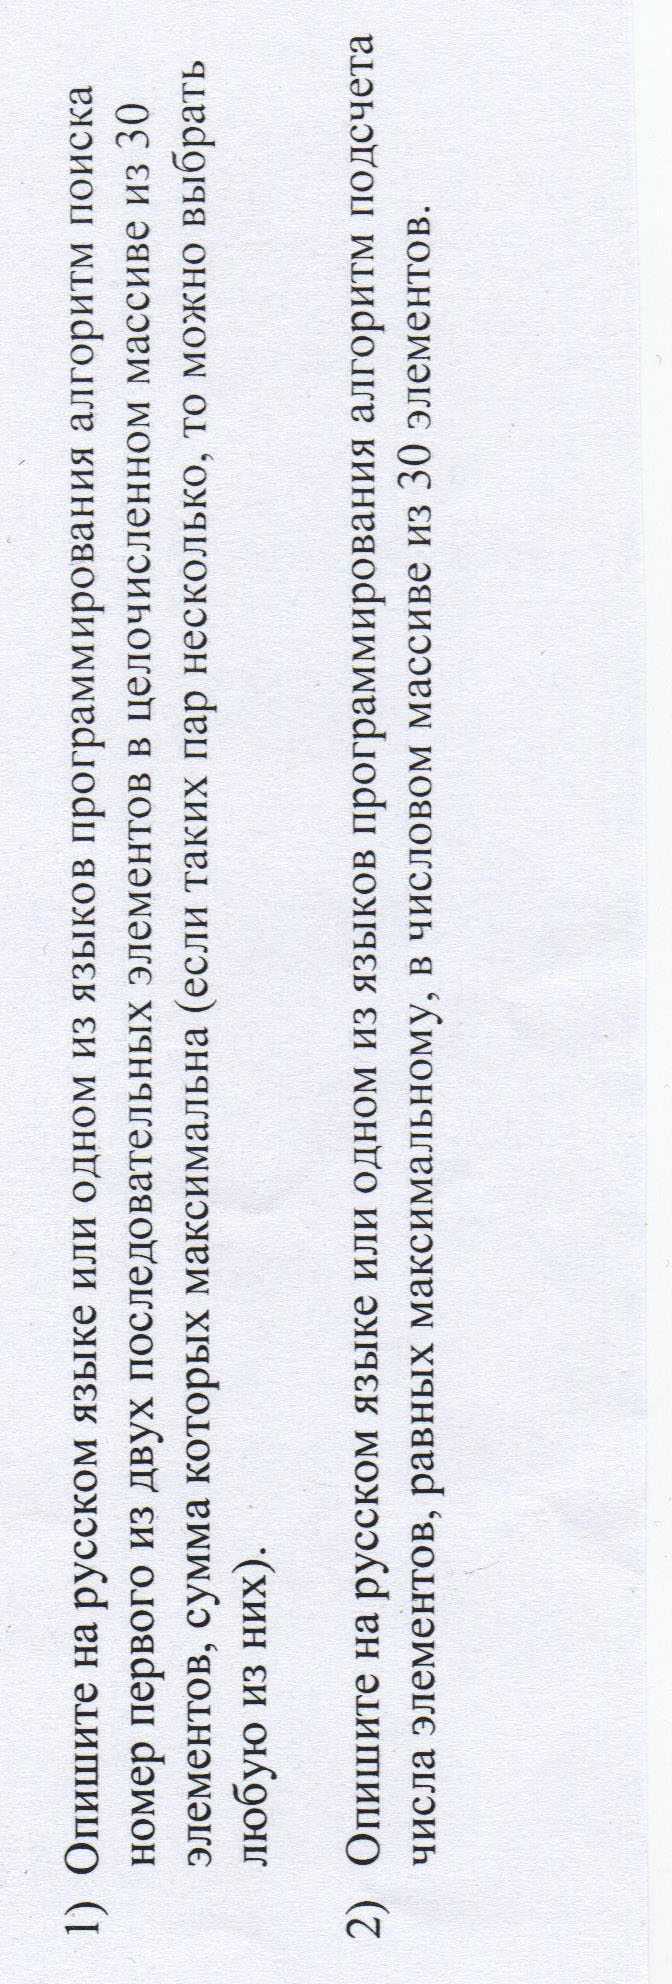 1) Опишите на русском языке или одном из языков программирования алгоритм поиска
номер первого из двух последовательных элементов в целочисленном массиве из 30
элементов, сумма которых максимальна (если таких пар несколько, то можно выбрать
любую из них).
2) Опишите на русском языке или одном из языков программирования алгоритм подсчета
числа элементов, равных максимальному, в числовом массиве из 30 элементов.